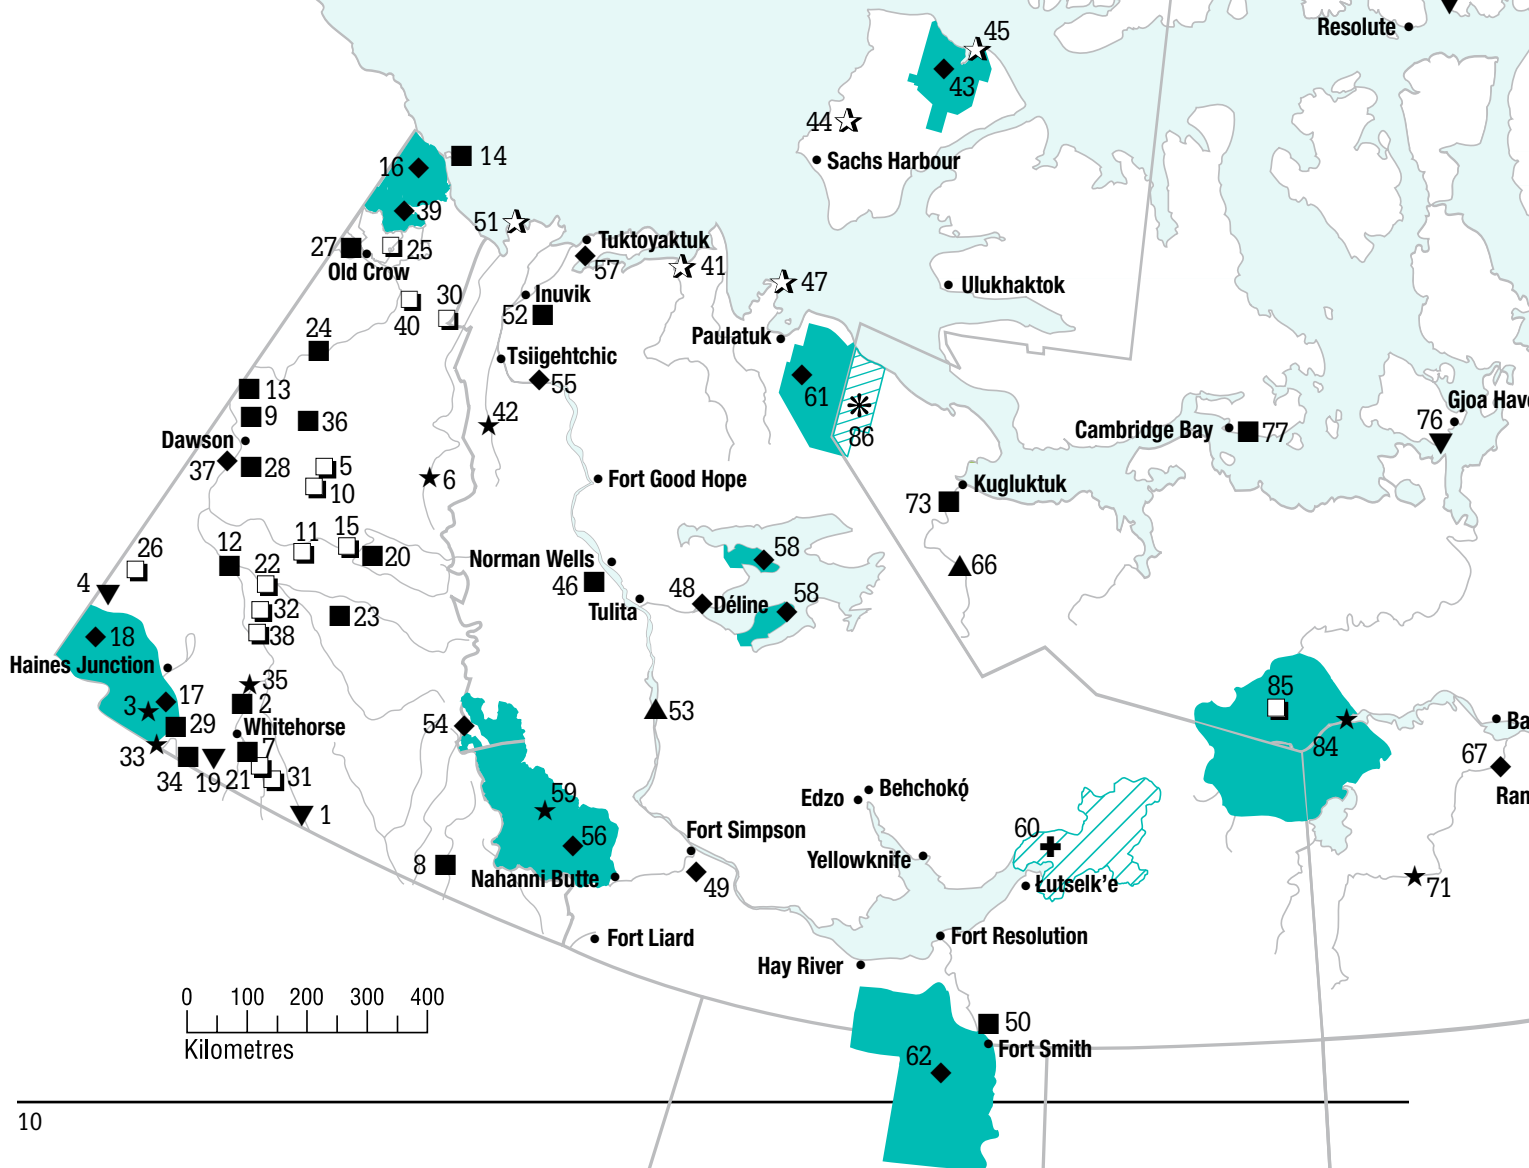 Resolute
45
43
44
Sachs Harbour
16
14
39
51
27
25
Old Crow
Tuktoyaktuk
57
41
47
Ulukhaktok
30
40
Inuvik
52
24
Paulatuk
Tsiigehtchic
55
61
86
13
9
36
42
Dawson
37
28
5
10
6
Fort Good Hope
Cambridge Bay
77
76
Gjoa Have
Kugluktuk
73
66
26
12
11
15
20
22
4
32
38
23
Norman Wells
46
Tulita
48
Déline
58
58
18
Haines Junction
3
17
35
2
29
Whitehorse
33
34
19
21
7
31
1
54
53
85
84
Ba
67
Ran
59
56
8
Nahanni Butte
Fort Simpson
49
Edzo
Behchokǫ́
Yellowknife
60
Łutselk’e
71
Fort Liard
Fort Resolution
Hay River
0 100 200 300 400
Kilometres
50
Fort Smith
62
10